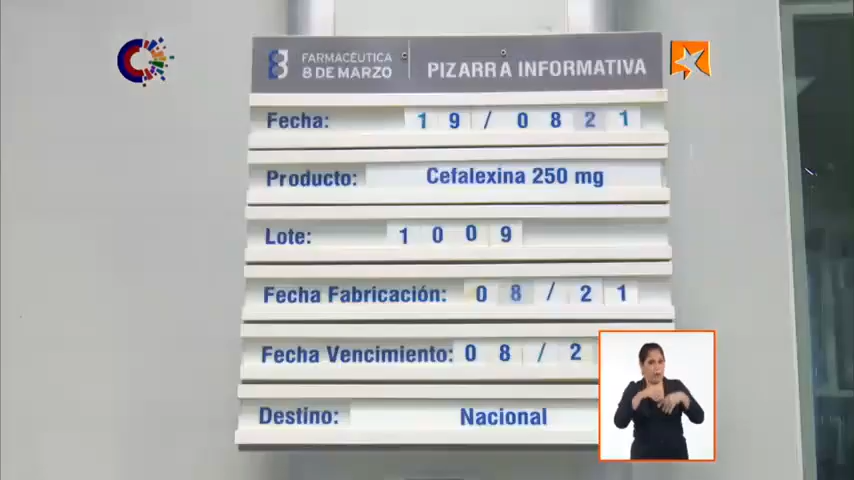 FARMACÉUTICA
8 DE MARZO
PIZARRA INFORMATIVA
Fecha: 19/0821
Producto: Cefalexina 250 mg
Lote: 1009
Fecha Fabricación: 08/21
Fecha Vencimiento: 08/2
Destino: Nacional